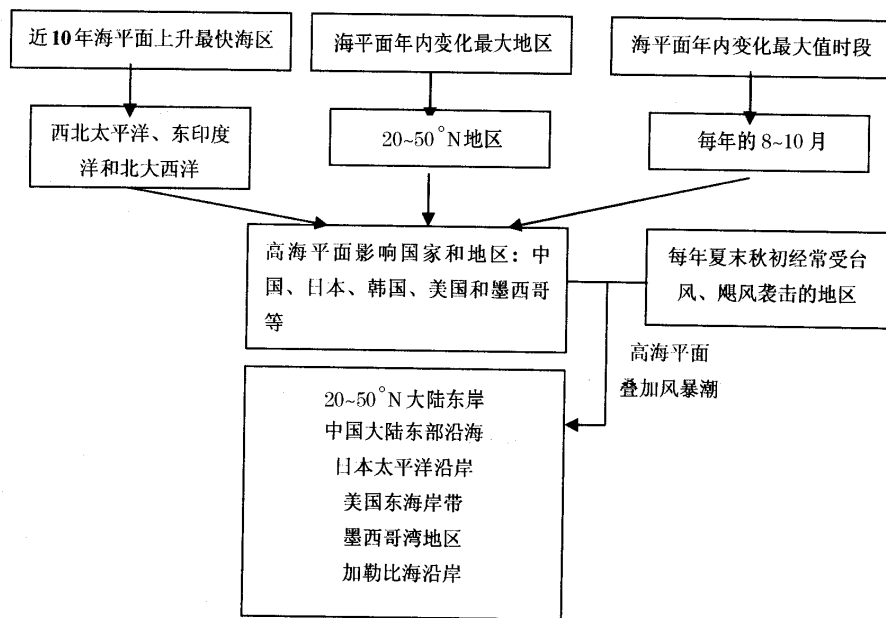 近10年海平面上升最快海区
海平面年内变化最大地区
海平面年内变化最大值时段
西北太平洋、东印度
洋和北大西洋
20~50°N地区
每年的8~10月
高海平面影响国家和地区：中
国、日本、韩国、美国和墨西哥
等
每年夏末秋初经常受台
风、飓风袭击的地区
高海平面
叠加风暴潮
20~50°N大陆东岸
中国大陆东部沿海
日本太平洋沿岸
美国东海岸带
墨西哥湾地区
加勒比海沿岸